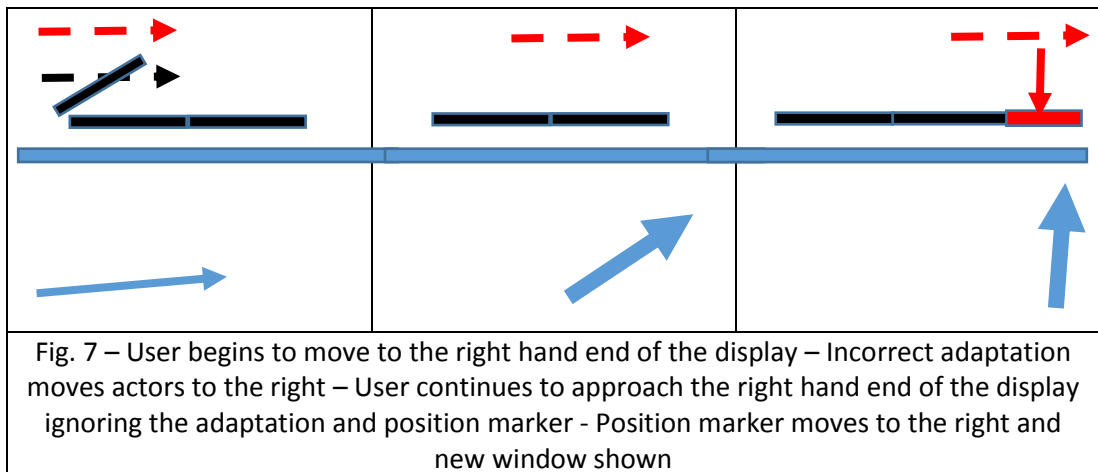 Fig. 7 – User begins to move to the right hand end of the display – Incorrect adaptation
moves actors to the right – User continues to approach the right hand end of the display
ignoring the adaptation and position marker - Position marker moves to the right and
new window shown